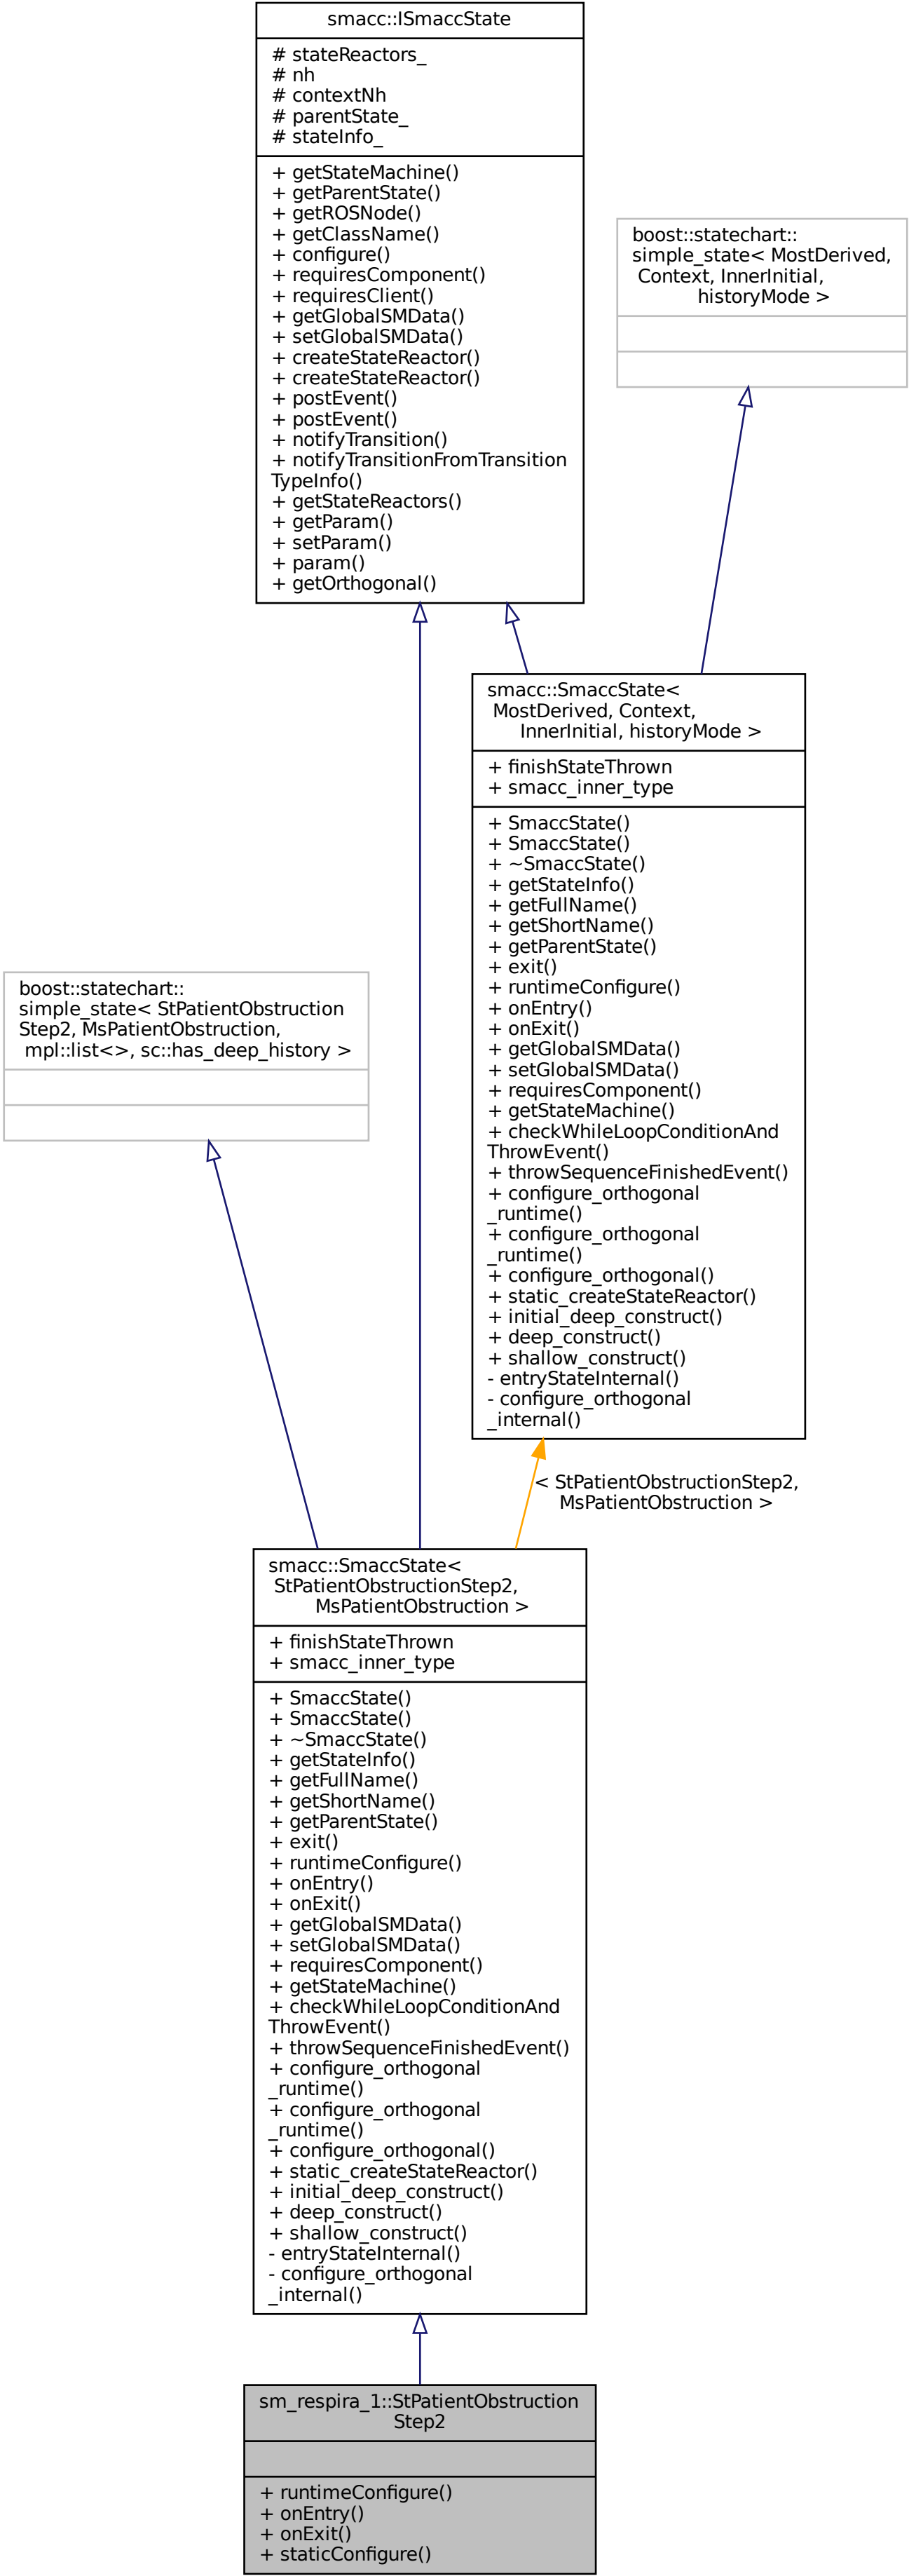 smacc::ISmaccState
# stateReactors_
# nh
# contextNh
# parentState_
# stateInfo_
+ getStateMachine()
+ getParentState()
+ getROSNode()
+ getClassName()
+ configure()
+ requiresComponent()
+ requiresClient()
+ getGlobalSMData()
+ setGlobalSMData()
+ createStateReactor()
+ createStateReactor()
+ postEvent()
+ postEvent()
+ notifyTransition()
+ notifyTransitionFromTransition
TypeInfo()
+ getStateReactors()
+ getParam()
+ setParam()
+ param()
+ getOrthogonal()
boost::statechart::
simple_state< MostDerived,
Context, InnerInitial,
historyMode >
smacc::SmaccState<
MostDerived, Context,
InnerInitial, historyMode >
+ finishStateThrown
+ smacc_inner_type
+ SmaccState()
+ SmaccState()
+ ~SmaccState()
+ getStateInfo()
+ getFullName()
+ getShortName()
+ getParentState()
+ exit()
+ runtimeConfigure()
+ onEntry()
+ onExit()
+ getGlobalSMData()
+ setGlobalSMData()
+ requiresComponent()
+ getStateMachine()
+ checkWhileLoopConditionAnd
ThrowEvent()
+ throwSequenceFinishedEvent()
+ configure_orthogonal
_runtime()
+ configure_orthogonal
_runtime()
+ configure_orthogonal()
+ static_createStateReactor()
+ initial_deep_construct()
+ deep_construct()
+ shallow_construct()
- entryStateInternal()
- configure_orthogonal
_internal()
boost::statechart::
simple_state< StPatientObstruction
Step2, MsPatientObstruction,
mpl::list<>, sc::has_deep_history >
< StPatientObstructionStep2,
MsPatientObstruction >
smacc::SmaccState<
StPatientObstructionStep2,
MsPatientObstruction >
+ finishStateThrown
+ smacc_inner_type
+ SmaccState()
+ SmaccState()
+ ~SmaccState()
+ getStateInfo()
+ getFullName()
+ getShortName()
+ getParentState()
+ exit()
+ runtimeConfigure()
+ onEntry()
+ onExit()
+ getGlobalSMData()
+ setGlobalSMData()
+ requiresComponent()
+ getStateMachine()
+ checkWhileLoopConditionAnd
ThrowEvent()
+ throwSequenceFinishedEvent()
+ configure_orthogonal
_runtime()
+ configure_orthogonal
_runtime()
+ configure_orthogonal()
+ static_createStateReactor()
+ initial_deep_construct()
+ deep_construct()
+ shallow_construct()
- entryStateInternal()
- configure_orthogonal
_internal()
sm_respira_1::StPatientObstruction
Step2
+ runtimeConfigure()
+ onEntry()
+ onExit()
+ staticConfigure()